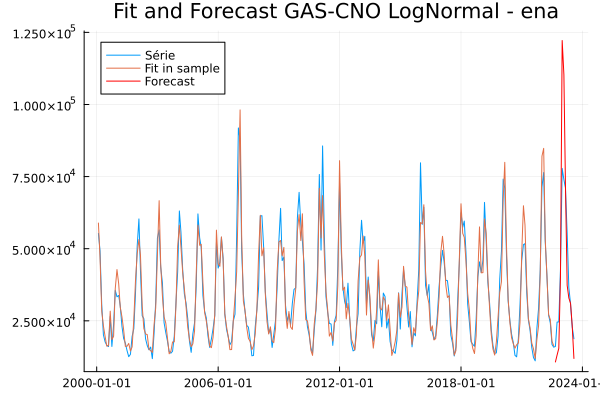 Fit and Forecast GAS-CNO LogNormal - ena
1.250×10⁵
Série
Fit in sample
Forecast
1.000×10⁵
7.500×10⁴
5.000×10⁴
2.500×10⁴
2000-01-01 2006-01-01 2012-01-01 2018-01-01 2024-01-